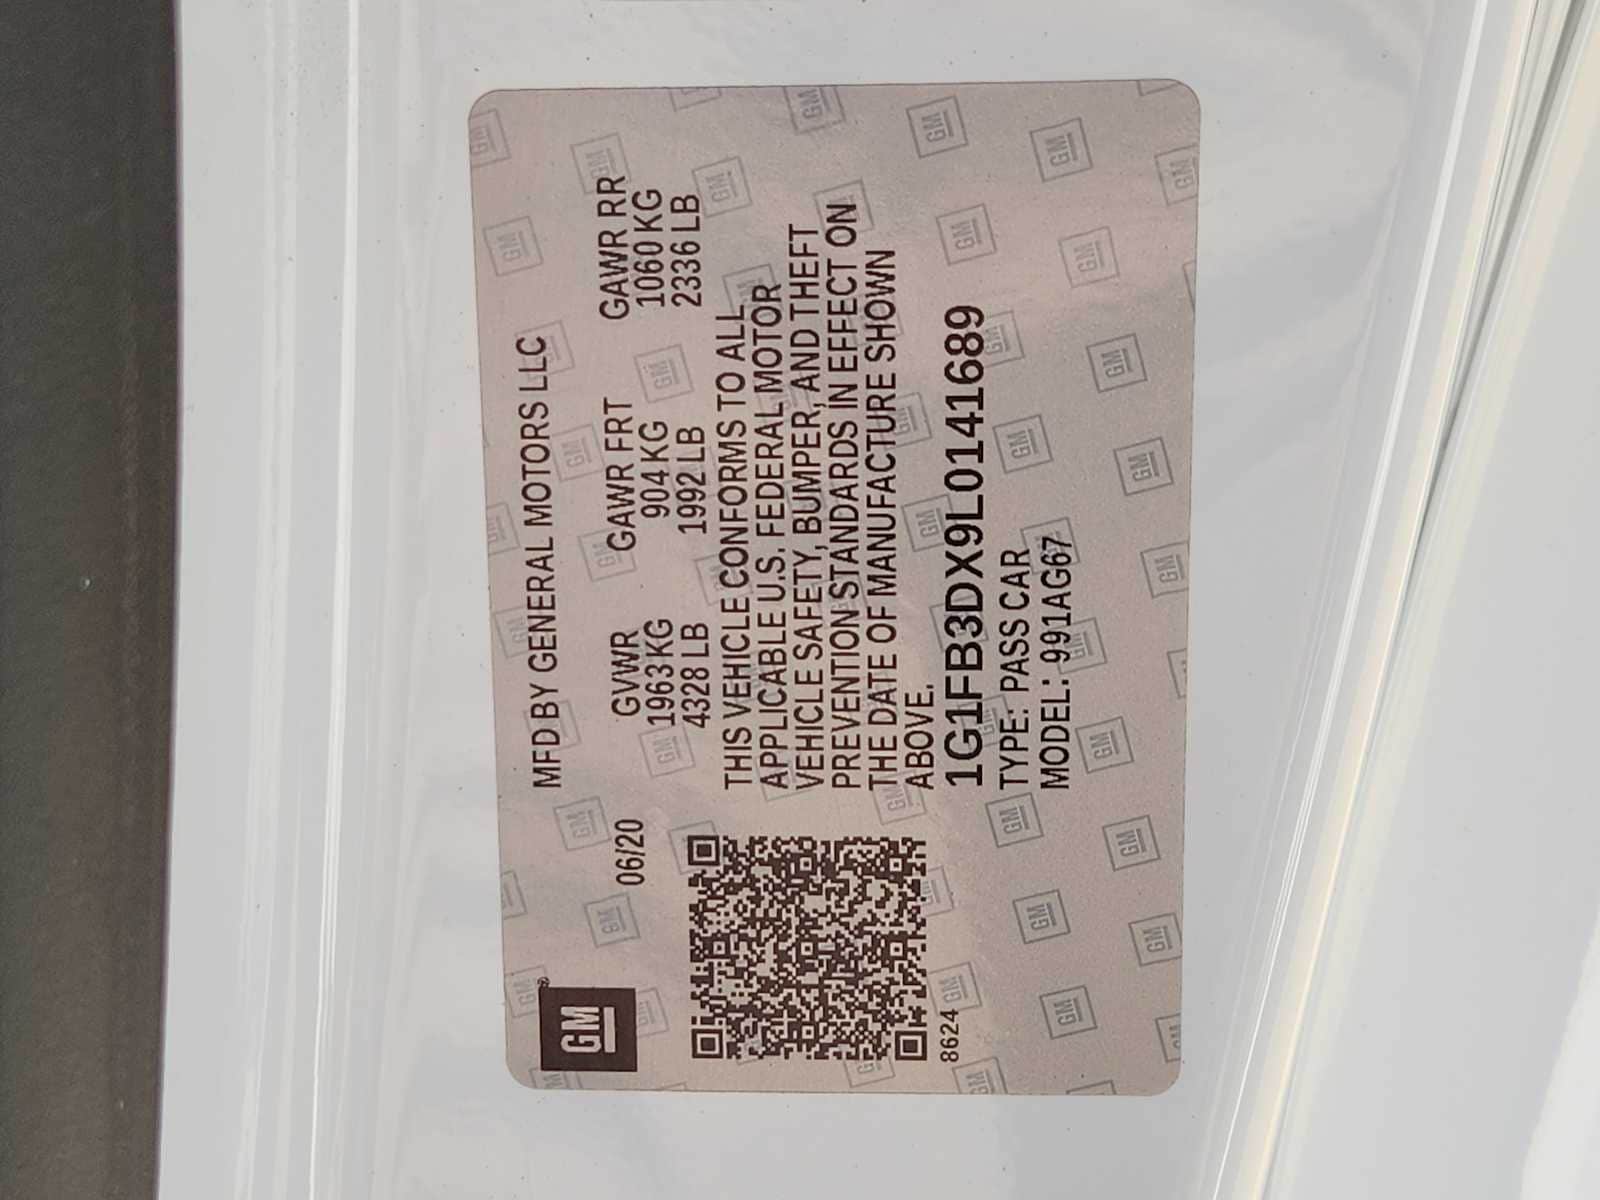 GM
MFD BY GENERAL MOTORS LLC
06/20
GVWR GAWR FRT GAWR RR
1963 KG 904 KG 1060 KG
4328 LB 1992 LB 2336 LB
THIS VEHICLE CONFORMS TO ALL
APPLICABLE U.S. FEDERAL MOTOR
VEHICLE SAFETY, BUMPER, AND THEFT
PREVENTION STANDARDS IN EFFECT ON
THE DATE OF MANUFACTURE SHOWN
ABOVE.
1G1FB3DX9L0141689
TYPE: PASS CAR
MODEL: 991AG67
8624